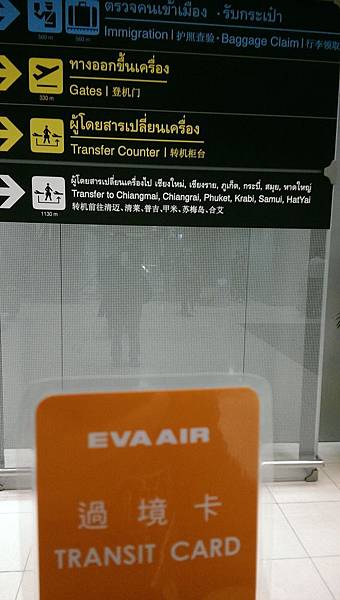 ตรวจคนเข้าเมือง · รับกระเป๋า
Immigration | 护照查验 · Baggage Claim | 行李领取
560 m 560 m
ทางออกขึ้นเครื่อง
Gates | 登机门
330 m
ผู้โดยสารเปลี่ยนเครื่อง
Transfer Counter | 转机柜台
ผู้โดยสารเปลี่ยนเครื่องไป เชียงใหม่, เชียงราย, ภูเก็ต, กระบี่, สมุย, หาดใหญ่
Transfer to Chiangmai, Chiangrai, Phuket, Krabi, Samui, HatYai
转机前往清迈、清莱、普吉、甲米、苏梅岛、合艾
1130 m
EVA AIR
過境卡
TRANSIT CARD